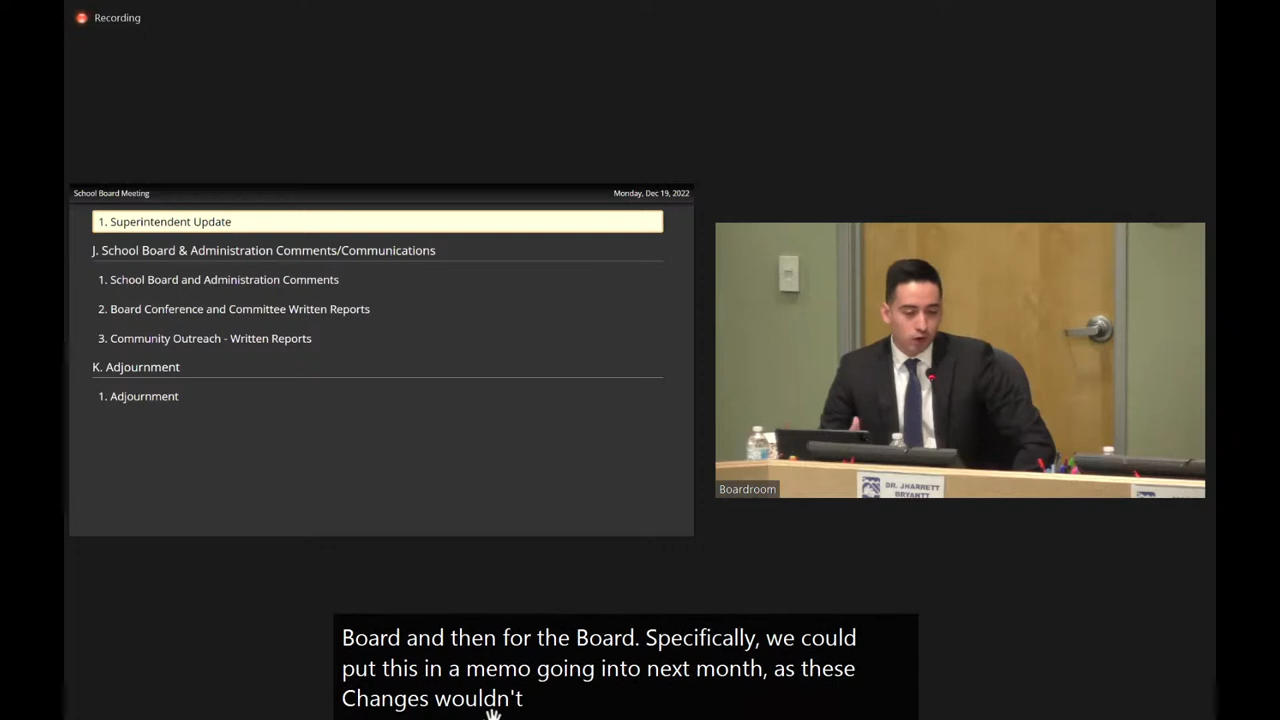 Recording
School Board Meeting
Monday, Dec 19, 2022
1. Superintendent Update
J. School Board & Administration Comments/Communications
1. School Board and Administration Comments
2. Board Conference and Committee Written Reports
3. Community Outreach - Written Reports
K. Adjournment
1. Adjournment
DR. JHARRETT
BRYANTT
Boardroom
Board and then for the Board. Specifically, we could
put this in a memo going into next month, as these
Changes wouldn't